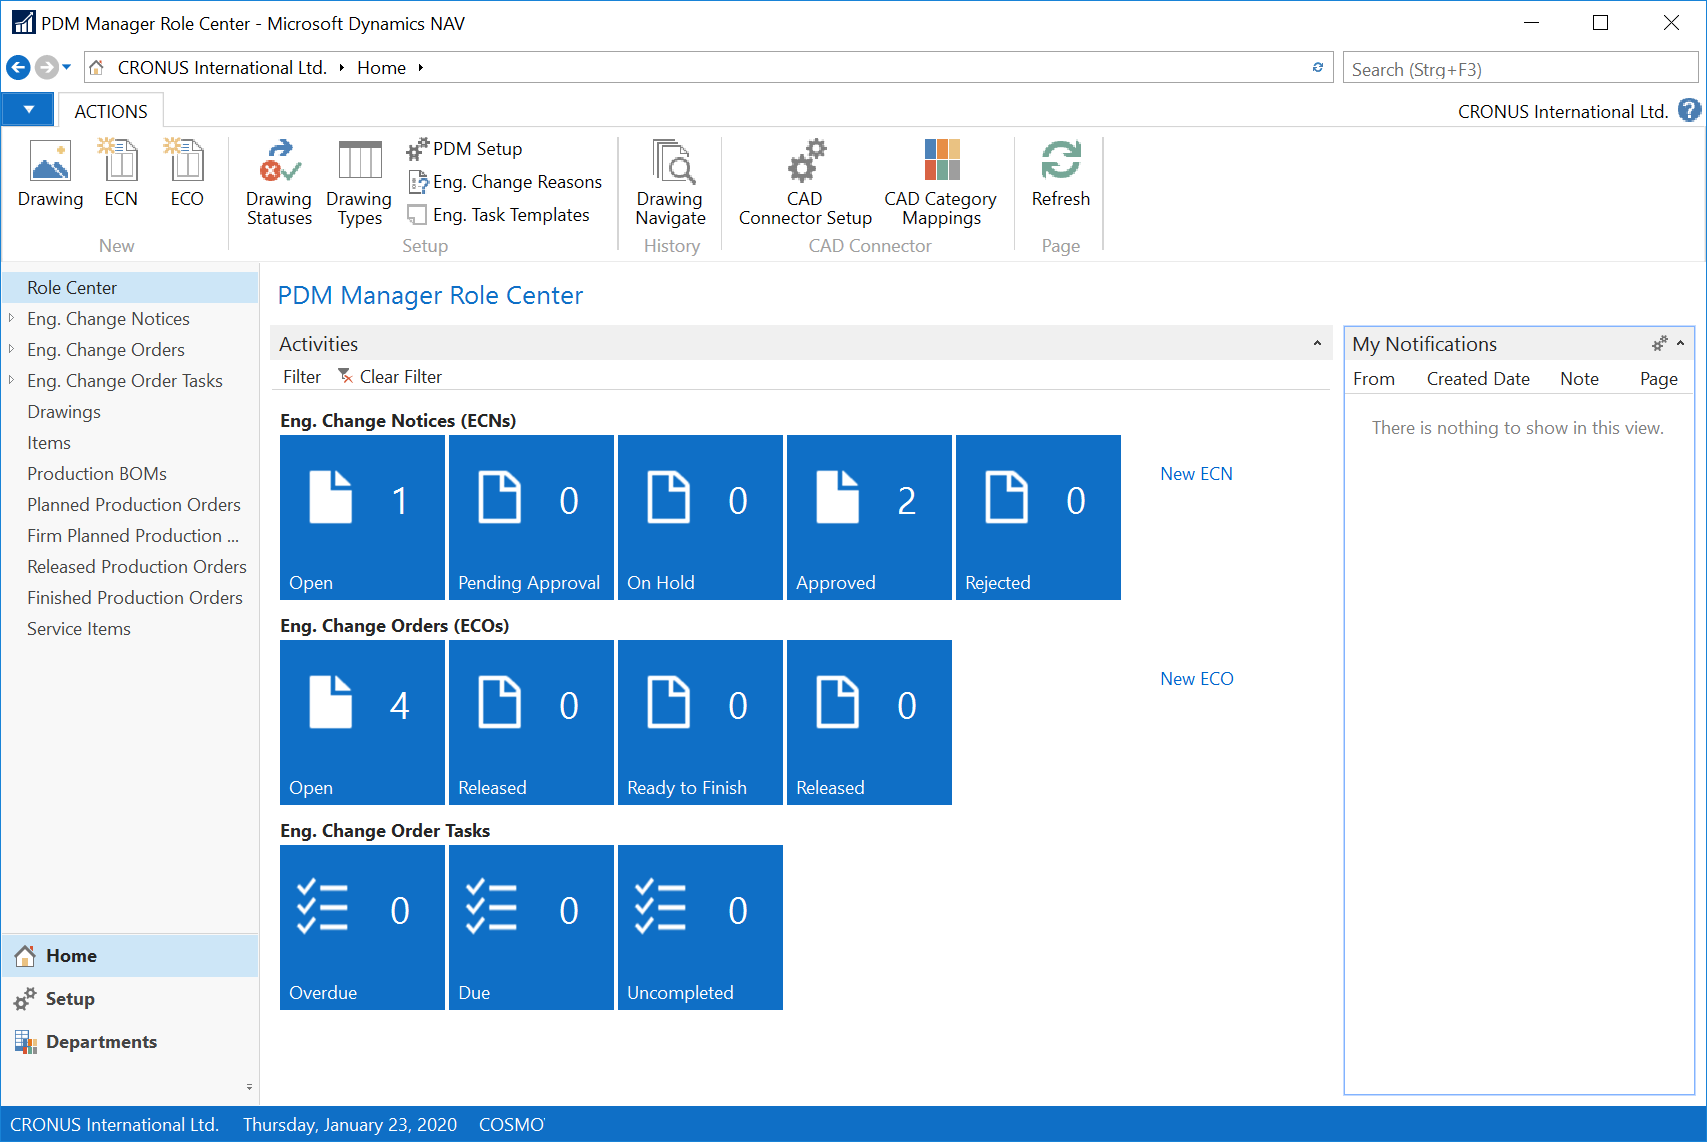 PDM Manager Role Center - Microsoft Dynamics NAV
CRONUS International Ltd. Home
Search (Strg+F3)
ACTIONS
CRONUS International Ltd.
Drawing
ECN
ECO
New
Drawing Statuses
Drawing Types
PDM Setup
Eng. Change Reasons
Eng. Task Templates
Setup
Drawing Navigate
History
CAD Connector Setup
CAD Category Mappings
CAD Connector
Refresh
Page
Role Center
Eng. Change Notices
Eng. Change Orders
Eng. Change Order Tasks
Drawings
Items
Production BOMs
Planned Production Orders
Firm Planned Production ...
Released Production Orders
Finished Production Orders
Service Items
Home
Setup
Departments
PDM Manager Role Center
Activities
Filter Clear Filter
Eng. Change Notices (ECNs)
1 Open
0 Pending Approval
0 On Hold
2 Approved
0 Rejected
New ECN
Eng. Change Orders (ECOs)
4 Open
0 Released
0 Ready to Finish
0 Released
New ECO
Eng. Change Order Tasks
0 Overdue
0 Due
0 Uncompleted
My Notifications
From Created Date Note Page
There is nothing to show in this view.
CRONUS International Ltd. Thursday, January 23, 2020 COSMO